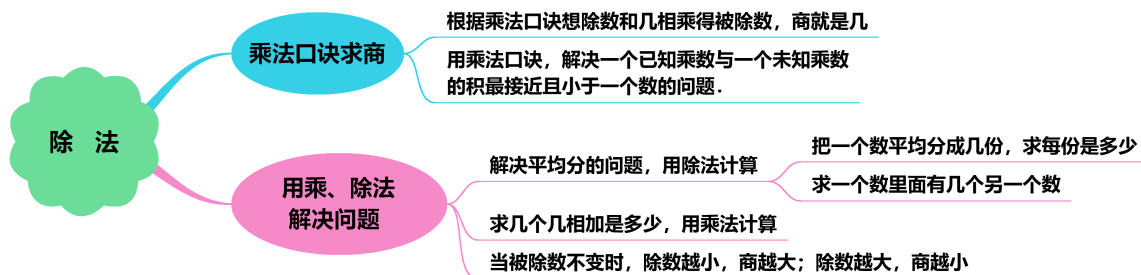 除 法
乘法口诀求商
根据乘法口诀想除数和几相乘得被除数，商就是几
用乘法口诀，解决一个已知乘数与一个未知乘数
的积最接近且小于一个数的问题．
用乘、除法
解决问题
解决平均分的问题，用除法计算
把一个数平均分成几份，求每份是多少
求一个数里面有几个另一个数
求几个几相加是多少，用乘法计算
当被除数不变时，除数越小，商越大；除数越大，商越小